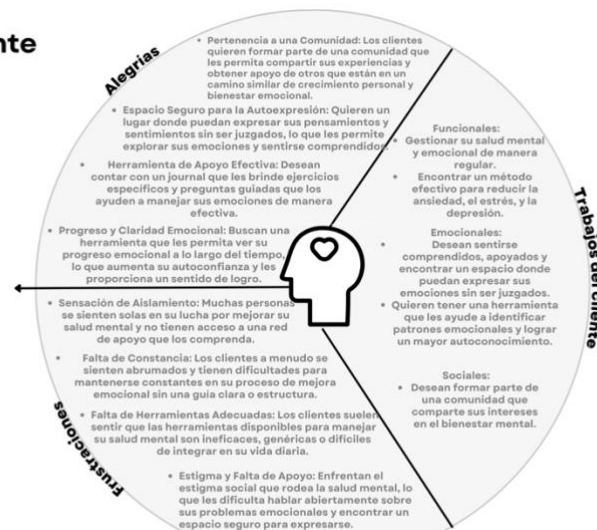 nte
Alegrías
• Pertenencia a una Comunidad: Los clientes
quieren formar parte de una comunidad que
les permita compartir sus experiencias y
obtener apoyo de otros que están en un
camino similar de crecimiento personal y
bienestar emocional.
• Espacio Seguro para la Autoexpresión: Quieren un
lugar donde puedan expresar sus pensamientos y
sentimientos sin ser juzgados, lo que les permite
explorar sus emociones y sentirse comprendidos.
• Herramienta de Apoyo Efectiva: Desean
contar con un journal que les brinde ejercicios
específicos y preguntas guiadas que los
ayuden a manejar sus emociones de manera
efectiva.
• Progreso y Claridad Emocional: Buscan una
herramienta que les permita ver su
progreso emocional a lo largo del tiempo,
lo que aumenta su autoconfianza y les
proporciona un sentido de logro.
Frustraciones
• Sensación de Aislamiento: Muchas personas
se sienten solas en su lucha por mejorar su
salud mental y no tienen acceso a una red
de apoyo que los comprenda.
• Falta de Constancia: Los clientes a menudo se
sienten abrumados y tienen dificultades para
mantenerse constantes en su proceso de mejora
emocional sin una guía clara o estructura.
• Falta de Herramientas Adecuadas: Los clientes suelen
sentir que las herramientas disponibles para manejar
su salud mental son ineficaces, genéricas o difíciles
de integrar en su vida diaria.
• Estigma y Falta de Apoyo: Enfrentan el
estigma social que rodea la salud mental, lo
que les dificulta hablar abiertamente sobre
sus problemas emocionales y encontrar un
espacio seguro para expresarse.
Trabajos del cliente
Funcionales:
• Gestionar su salud mental
y emocional de manera
regular.
• Encontrar un método
efectivo para reducir la
ansiedad, el estrés, y la
depresión.
Emocionales:
• Desean sentirse
comprendidos, apoyados y
encontrar un espacio donde
puedan expresar sus
emociones sin ser juzgados.
• Quieren tener una herramienta
que les ayude a identificar
patrones emocionales y lograr
un mayor autoconocimiento.
Sociales:
• Desean formar parte de
una comunidad que
comparte sus intereses
en el bienestar mental.